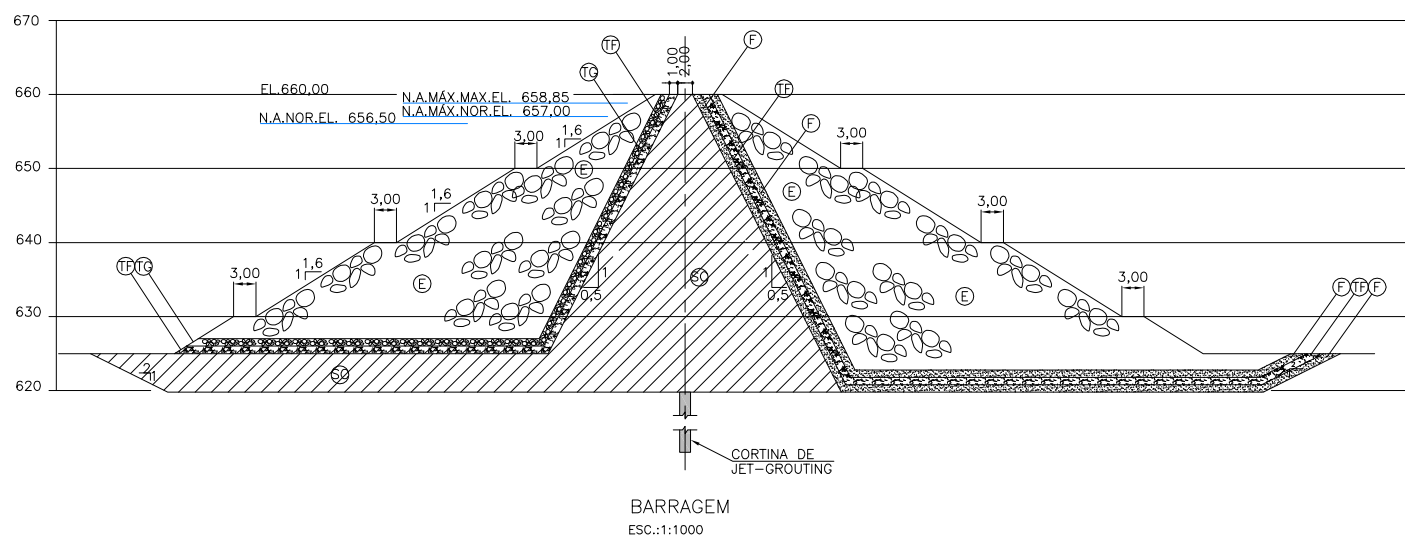 670
TF
F
1,00
2,00
TG
EL.660,00
660
N.A.MÁX.MAX.EL. 658,85
TF
N.A.MÁX.NOR.EL. 657,00
N.A.NOR.EL. 656,50
F
3,00
1,6
1
3,00
650
E
E
1,6
1
3,00
3,00
640
TF TG
1,6
1
3,00
1
0,5
SO
1
0,5
3,00
E
E
F TF F
630
2
1
SO
620
CORTINA DE
JET-GROUTING
BARRAGEM
ESC.:1:1000